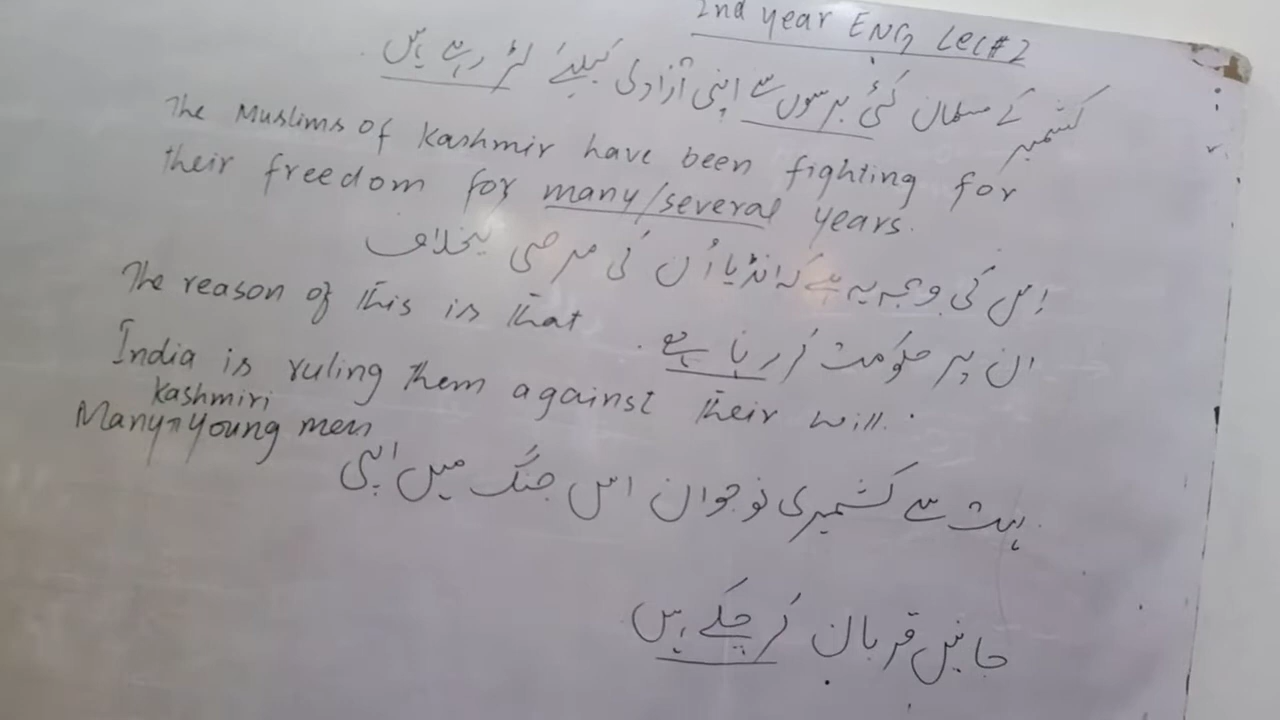 2nd year ENG Lec#2
کشمیر کے مسلمان کئی برسوں سے اپنی آزادی کیلئے لڑ رہے ہیں.
The Muslims of Kashmir have been fighting for
their freedom for many/several years.
اس کی وجہ یہ ہے کہ انڈیا اُن کی مرضی بخلاف
The reason of this is that
ان پر حکومت کر رہا ہے.
India is ruling them against their will.
Kashmiri
Many young men
بہت سے کشمیری نوجوان اس جنگ میں اپنی
جانیں قربان کر چکے ہیں